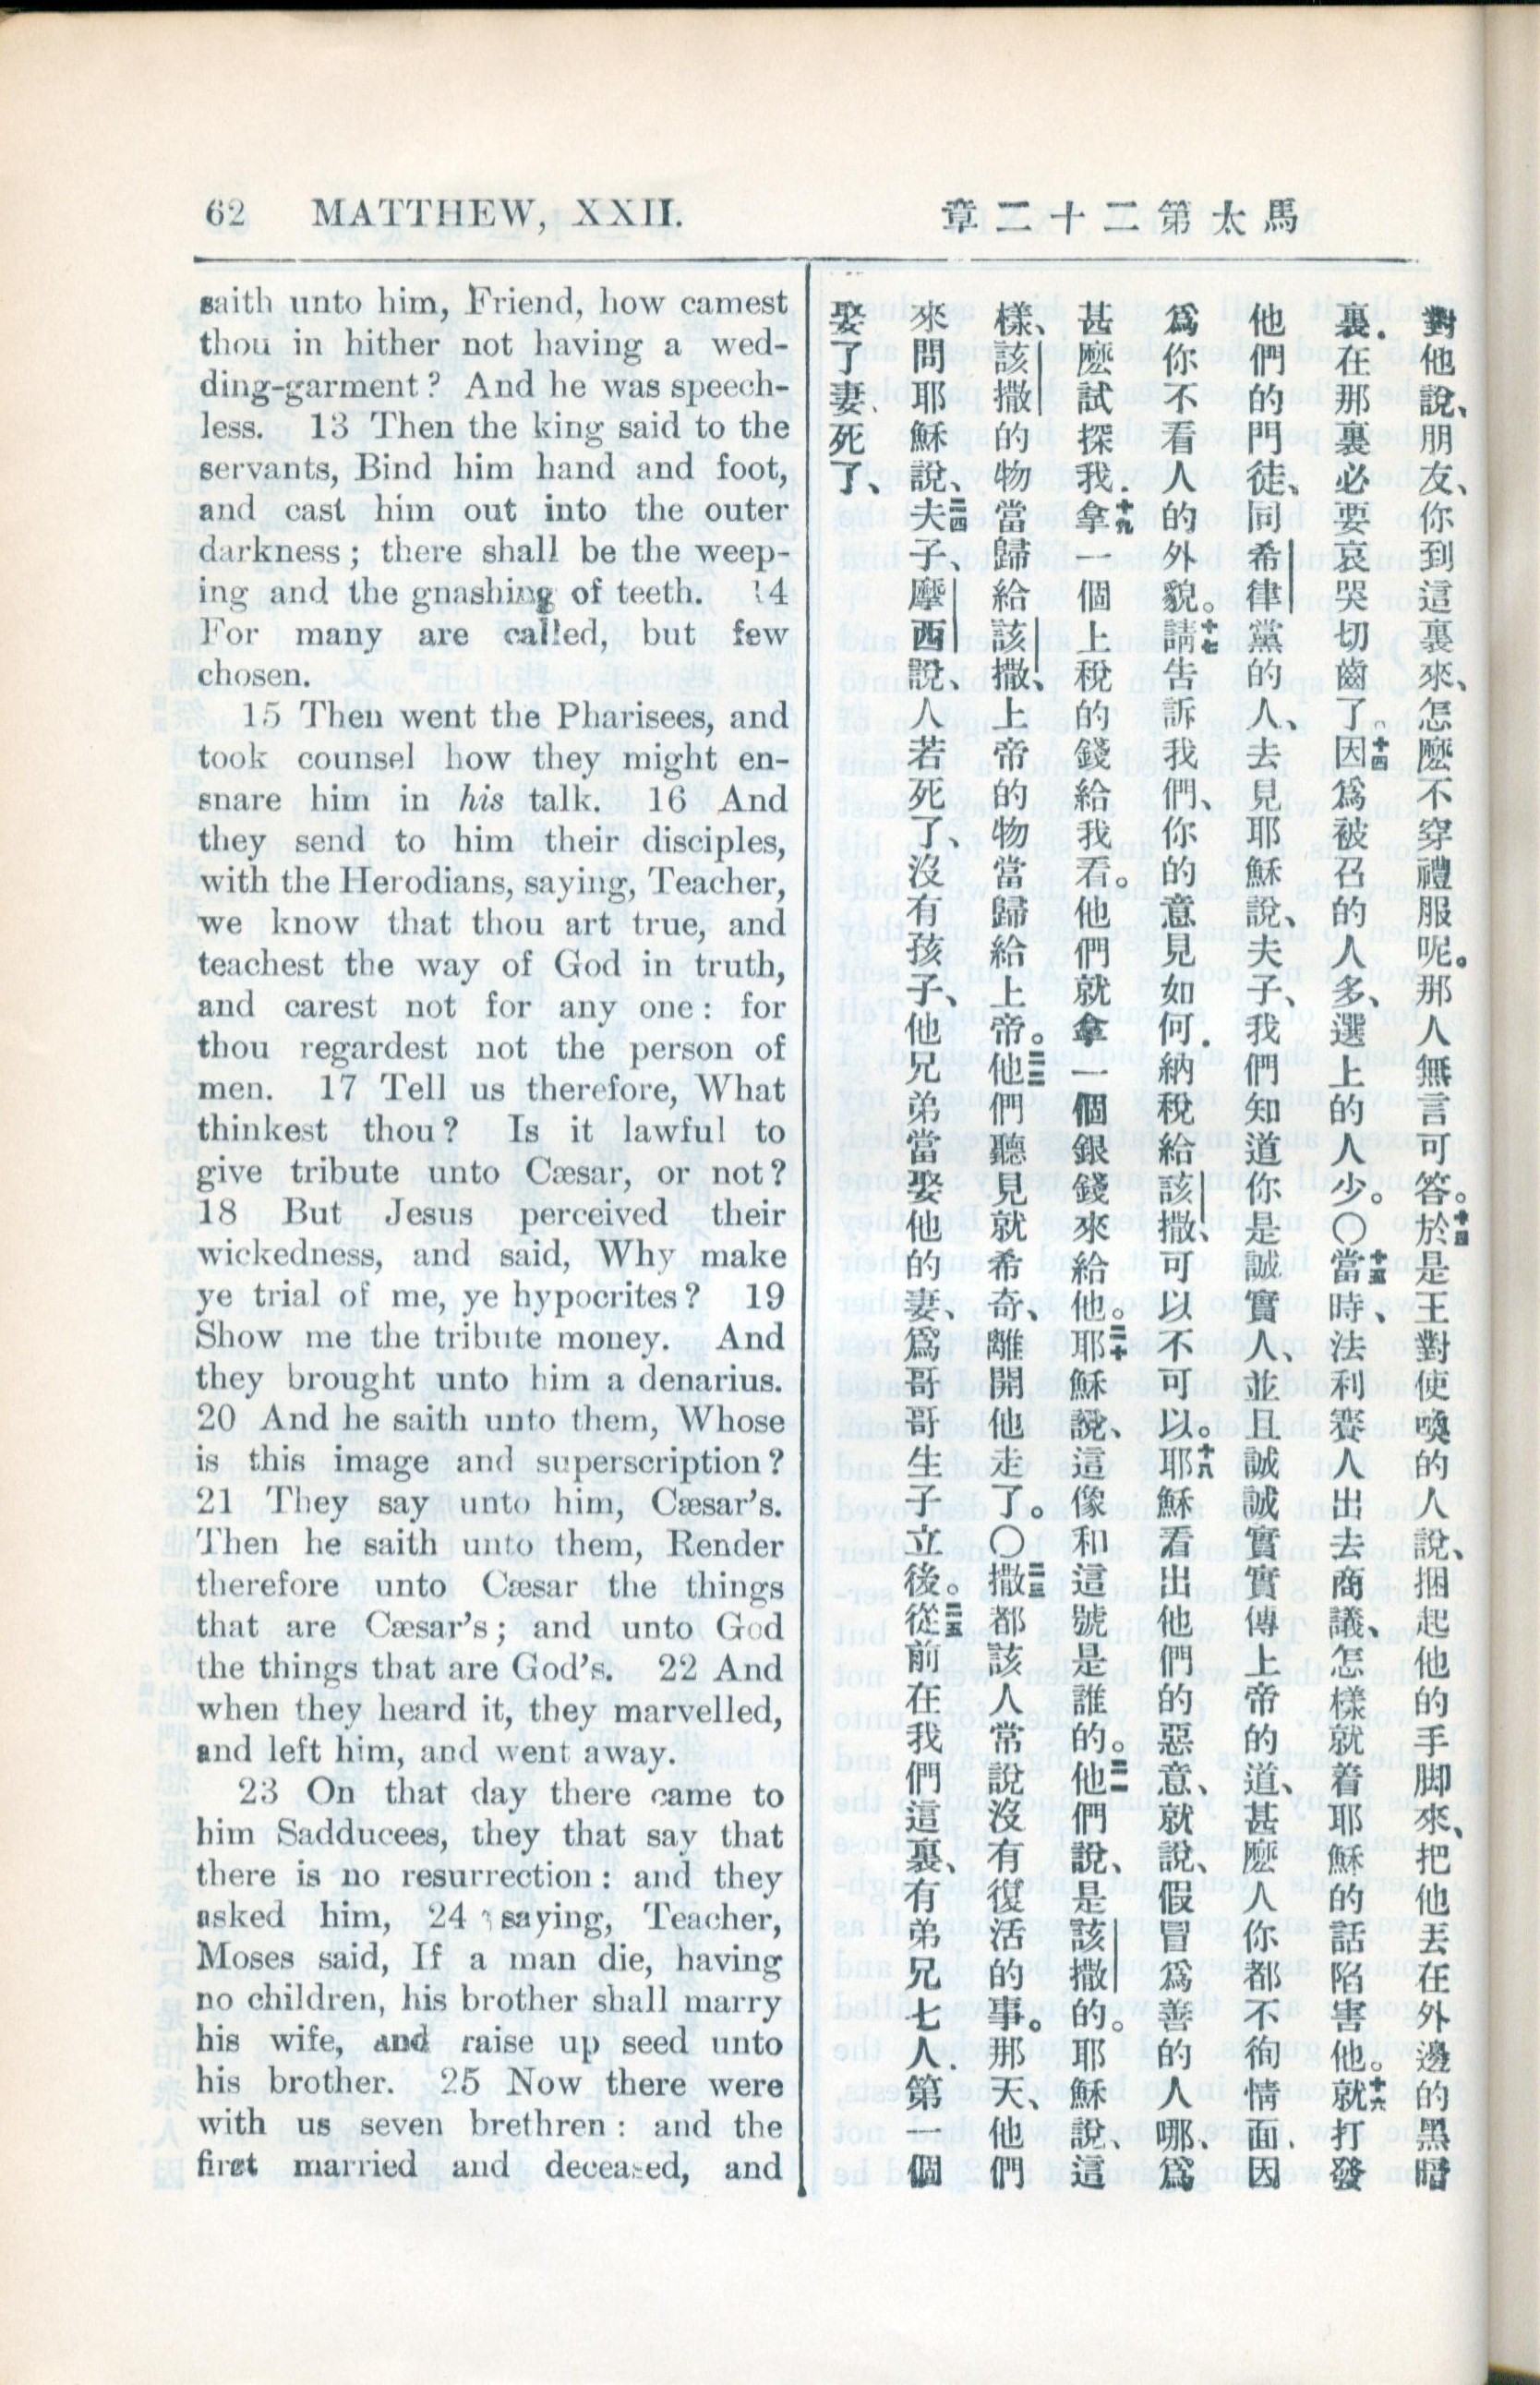 62 MATTHEW, XXII.
章二十二第太馬
saith unto him, Friend, how camest
thou in hither not having a wed-
ding-garment? And he was speech-
less. 13 Then the king said to the
servants, Bind him hand and foot,
and cast him out into the outer
darkness; there shall be the weep-
ing and the gnashing of teeth. 14
For many are called, but few
chosen.
15 Then went the Pharisees, and
took counsel how they might en-
snare him in his talk. 16 And
they send to him their disciples,
with the Herodians, saying, Teacher,
we know that thou art true, and
teachest the way of God in truth,
and carest not for any one: for
thou regardest not the person of
men. 17 Tell us therefore, What
thinkest thou? Is it lawful to
give tribute unto Cæsar, or not?
18 But Jesus perceived their
wickedness, and said, Why make
ye trial of me, ye hypocrites? 19
Show me the tribute money. And
they brought unto him a denarius.
20 And he saith unto them, Whose
is this image and superscription?
21 They say unto him, Cæsar's.
Then he saith unto them, Render
therefore unto Cæsar the things
that are Cæsar's; and unto God
the things that are God's. 22 And
when they heard it, they marvelled,
and left him, and went away.
23 On that day there came to
him Sadducees, they that say that
there is no resurrection: and they
asked him, 24 saying, Teacher,
Moses said, If a man die, having
no children, his brother shall marry
his wife, and raise up seed unto
his brother. 25 Now there were
with us seven brethren: and the
first married and deceased, and
對他說、朋友、你到這裏來、怎麼不穿禮服呢。那人無言可答。十四於是王對使喚的人說、捆起他的手脚來、把他丟在外邊的黑暗
裏.在那裏必要哀哭切齒了。十四因爲被召的人多、選上的人少。〇十五當時、法利賽人出去商議、怎樣就着耶穌的話陷害他。十六就打發
他們的門徒、同希律黨的人、去見耶穌說、夫子、我們知道你是誠實人、並且誠誠實實傳上帝的道、甚麼人你都不徇情面.因
爲你不看人的外貌。十七請告訴我們、你的意見如何.納稅給該撒、可以不可以。十八耶穌看出他們的惡意、就說、假冒爲善的人哪、爲
甚麼試探我.十九拿一個上稅的錢給我看。他們就拿一個銀錢來給他。二十耶穌說、這像和這號是誰的。二一他們說、是該撒的。耶穌說、這
樣、該撒的物當歸給該撒、上帝的物當歸給上帝。二二他們聽見就希奇、離開他走了。〇二三撒都該人常說沒有復活的事。那天、他們
來問耶穌說、二四夫子、摩西說、人若死了、沒有孩子、他兄弟當娶他的妻、爲哥哥生子立後。二五從前在我們這裏、有弟兄七人.第一個
娶了妻.死了、